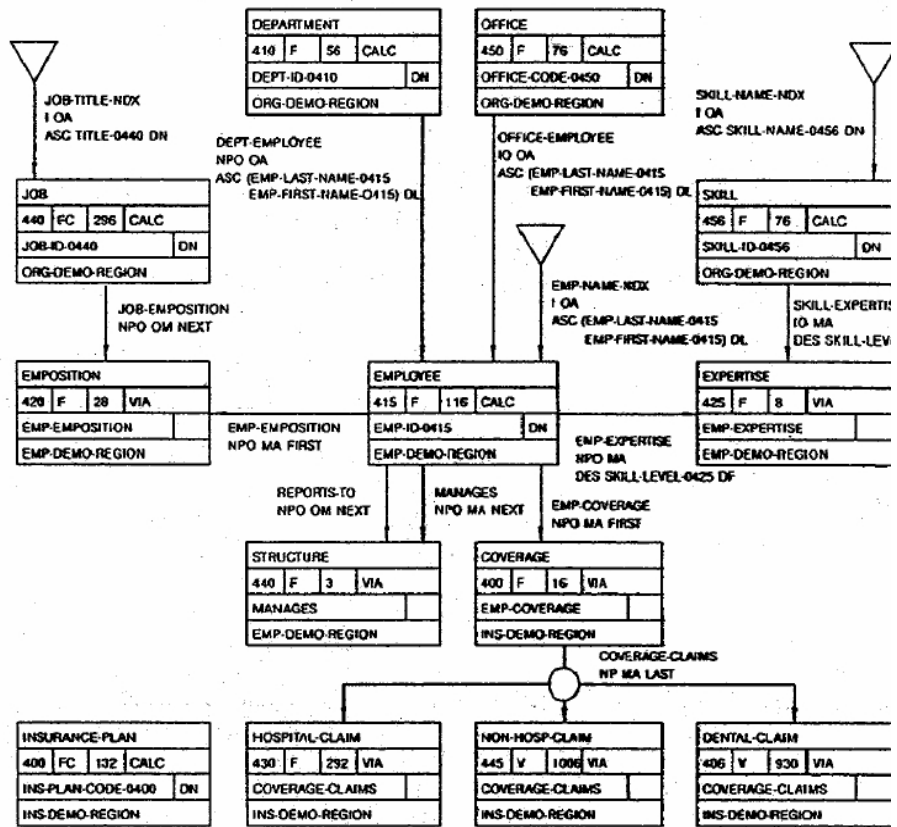 DEPARTMENT
410 F 56 CALC
DEPT-ID-0410 DN
ORG-DEMO-REGION
OFFICE
450 F 76 CALC
OFFICE-CODE-0450 DN
ORG-DEMO-REGION
JOB-TITLE-NDX
I OA
ASC TITLE-0440 DN
SKILL-NAME-NDX
I OA
ASC SKILL-NAME-0456 DN
DEPT-EMPLOYEE
NPO OA
ASC (EMP-LAST-NAME-0415
EMP-FIRST-NAME-0415) DL
OFFICE-EMPLOYEE
IO OA
ASC (EMP-LAST-NAME-0415
EMP-FIRST-NAME-0415) DL
JOB
440 FC 296 CALC
JOB-ID-0440 DN
ORG-DEMO-REGION
SKILL
456 F 76 CALC
SKILL-ID-0456 DN
ORG-DEMO-REGION
EMP-NAME-NDX
I OA
ASC (EMP-LAST-NAME-0415
EMP-FIRST-NAME-0415) DL
JOB-EMPOSITION
NPO OM NEXT
SKILL-EXPERTIS
IO MA
DES SKILL-LEV
EMPOSITION
420 F 28 VIA
EMP-EMPOSITION
EMP-DEMO-REGION
EMPLOYEE
415 F 116 CALC
EMP-ID-0415 DN
EMP-DEMO-REGION
EXPERTISE
425 F 8 VIA
EMP-EXPERTISE
EMP-DEMO-REGION
EMP-EMPOSITION
NPO MA FIRST
EMP-EXPERTISE
NPO MA
DES SKILL-LEVEL-0425 DF
REPORTS-TO
NPO OM NEXT
MANAGES
NPO MA NEXT
EMP-COVERAGE
NPO MA FIRST
STRUCTURE
440 F 3 VIA
MANAGES
EMP-DEMO-REGION
COVERAGE
400 F 16 VIA
EMP-COVERAGE
INS-DEMO-REGION
COVERAGE-CLAIMS
NP MA LAST
INSURANCE-PLAN
400 FC 132 CALC
INS-PLAN-CODE-0400 DN
INS-DEMO-REGION
HOSPITAL-CLAIM
430 F 292 VIA
COVERAGE-CLAIMS
INS-DEMO-REGION
NON-HOSP-CLAIM
445 V 1006 VIA
COVERAGE-CLAIMS
INS-DEMO-REGION
DENTAL-CLAIM
406 V 930 VIA
COVERAGE-CLAIMS
INS-DEMO-REGION